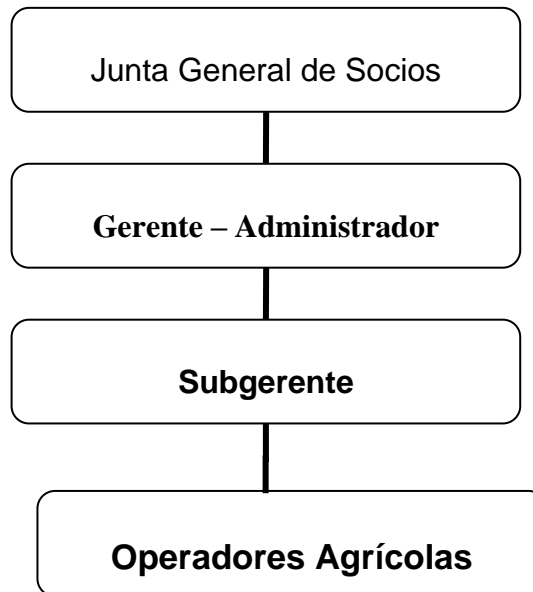 Junta General de Socios
Gerente – Administrador
Subgerente
Operadores Agrícolas